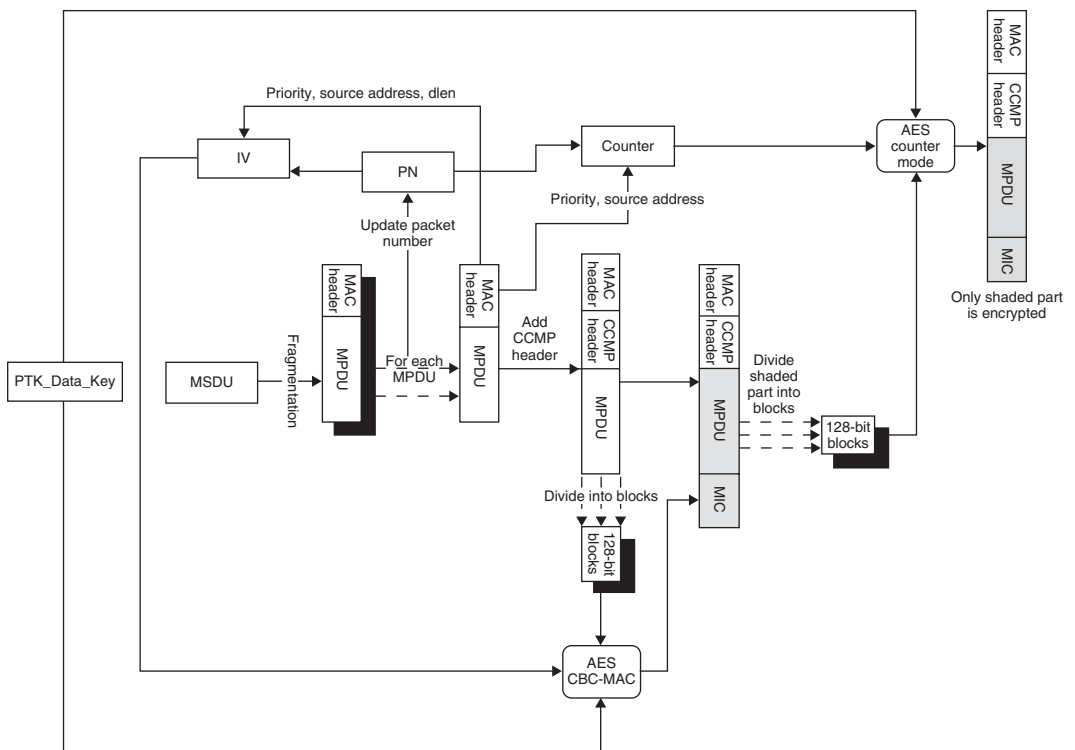 MAC
header
CCMP
header
MPDU
MIC
Only shaded part
is encrypted
AES
counter
mode
Priority, source address, dlen
IV
PN
Counter
Priority, source address
Update packet
number
PTK_Data_Key
MSDU
Fragmentation
MAC
header
MPDU
For each
MPDU
MAC
header
MPDU
Add
CCMP
header
MAC
header
CCMP
header
MPDU
Divide into blocks
128-bit
blocks
AES
CBC-MAC
MAC
header
CCMP
header
MPDU
MIC
Divide
shaded
part into
blocks
128-bit
blocks